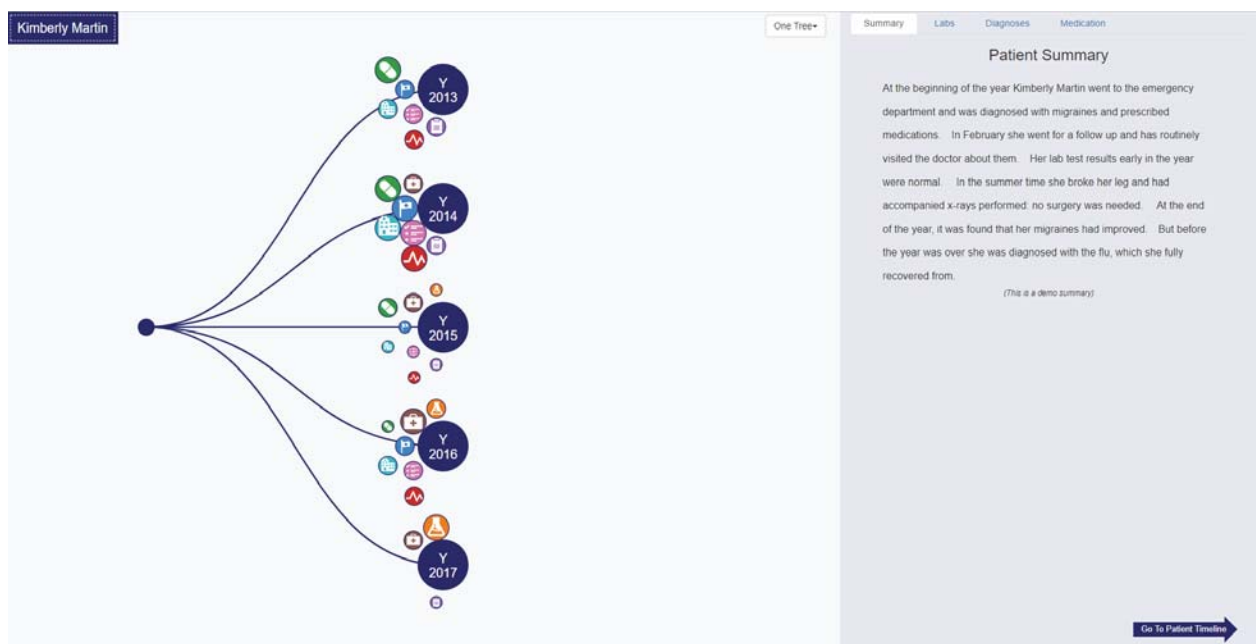 Kimberly Martin
One Tree
Summary Labs Diagnoses Medication
Patient Summary
At the beginning of the year Kimberly Martin went to the emergency
department and was diagnosed with migraines and prescribed
medications. In February she went for a follow up and has routinely
visited the doctor about them. Her lab test results early in the year
were normal. In the summer time she broke her leg and had
accompanied x-rays performed: no surgery was needed. At the end
of the year, it was found that her migraines had improved. But before
the year was over she was diagnosed with the flu, which she fully
recovered from.
(This is a demo summary)
Y
2013
Y
2014
Y
2015
Y
2016
Y
2017
Go To Patient Timeline